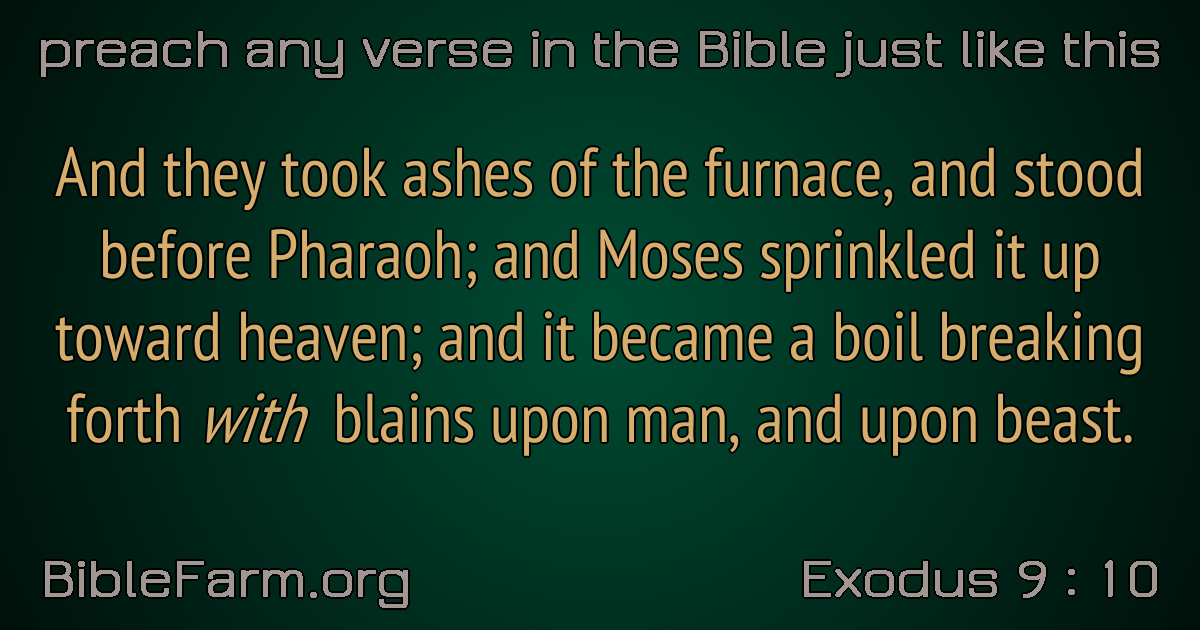 preach any verse in the Bible just like this
And they took ashes of the furnace, and stood
before Pharaoh; and Moses sprinkled it up
toward heaven; and it became a boil breaking
forth with blains upon man, and upon beast.
BibleFarm.org
Exodus 9 : 10